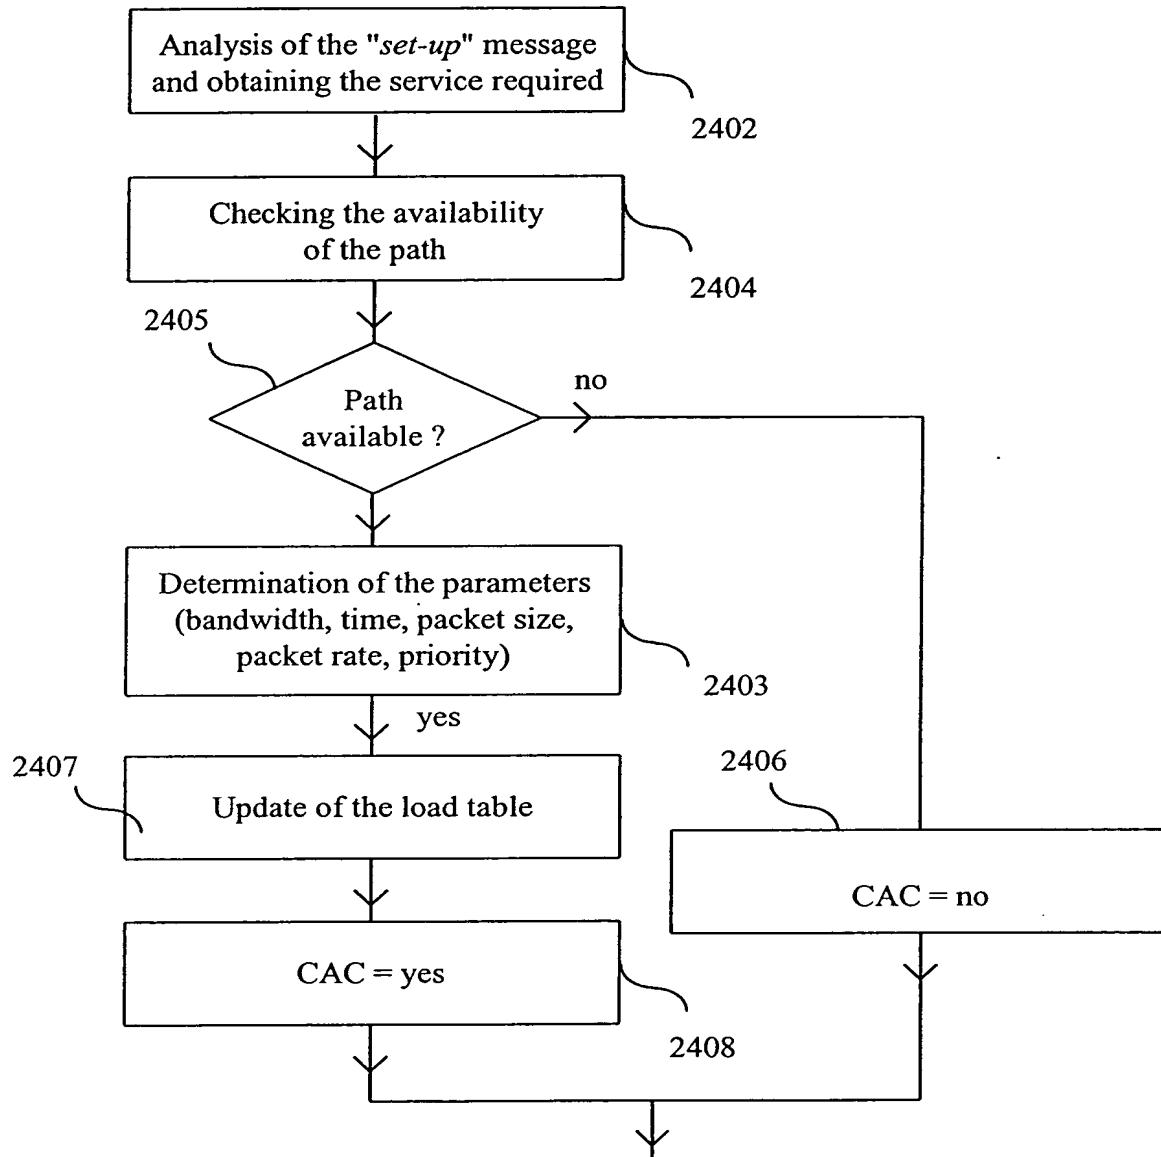 Analysis of the "set-up" message
and obtaining the service required
2402
Checking the availability
of the path
2404
2405
Path
available ?
no
Determination of the parameters
(bandwidth, time, packet size,
packet rate, priority)
2403
yes
2407
Update of the load table
2406
CAC = no
CAC = yes
2408